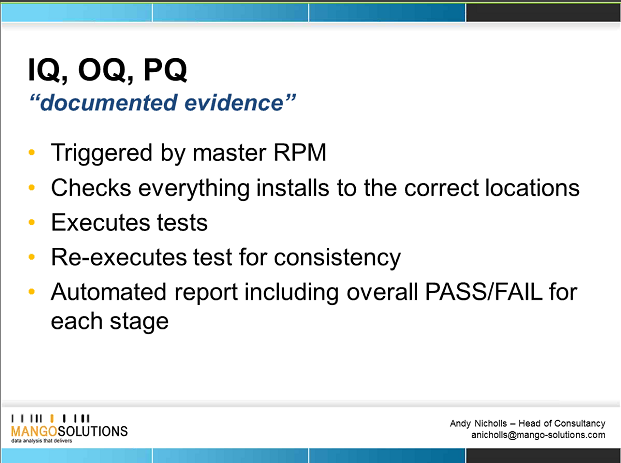 IQ, OQ, PQ
“documented evidence”
• Triggered by master RPM
• Checks everything installs to the correct locations
• Executes tests
• Re-executes test for consistency
• Automated report including overall PASS/FAIL for
each stage
MANGOSOLUTIONS
data analysis that delivers
Andy Nicholls – Head of Consultancy
anicholls@mango-solutions.com